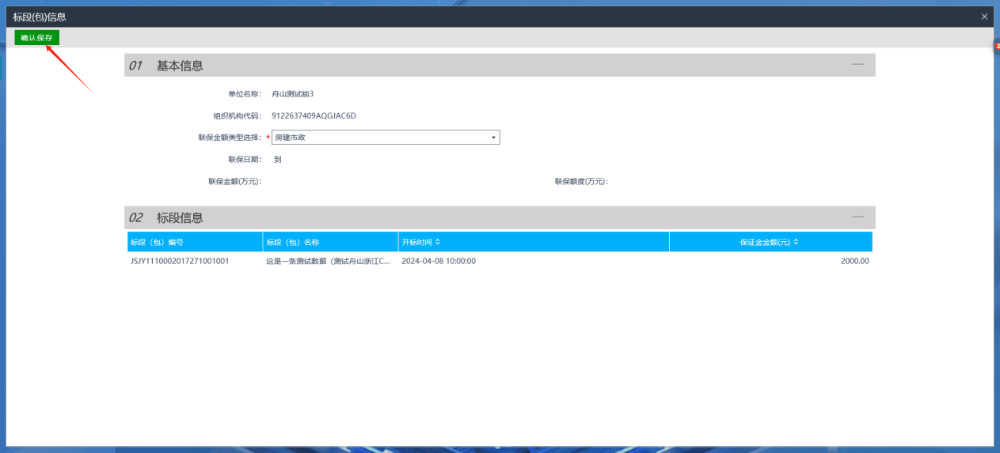 标段(包)信息
确认保存
01 基本信息
单位名称: 舟山测试锁3
组织机构代码: 9122637409AQGJAC6D
联保金额类型选择: * 房建市政
联保日期: 到
联保金额(万元): 联保额度(万元):
02 标段信息
标段（包）编号 标段（包）名称 开标时间 保证金金额(元)
JSJY1110002017271001001 这是一条测试数据（测试舟山浙江C... 2024-04-08 10:00:00 2000.00